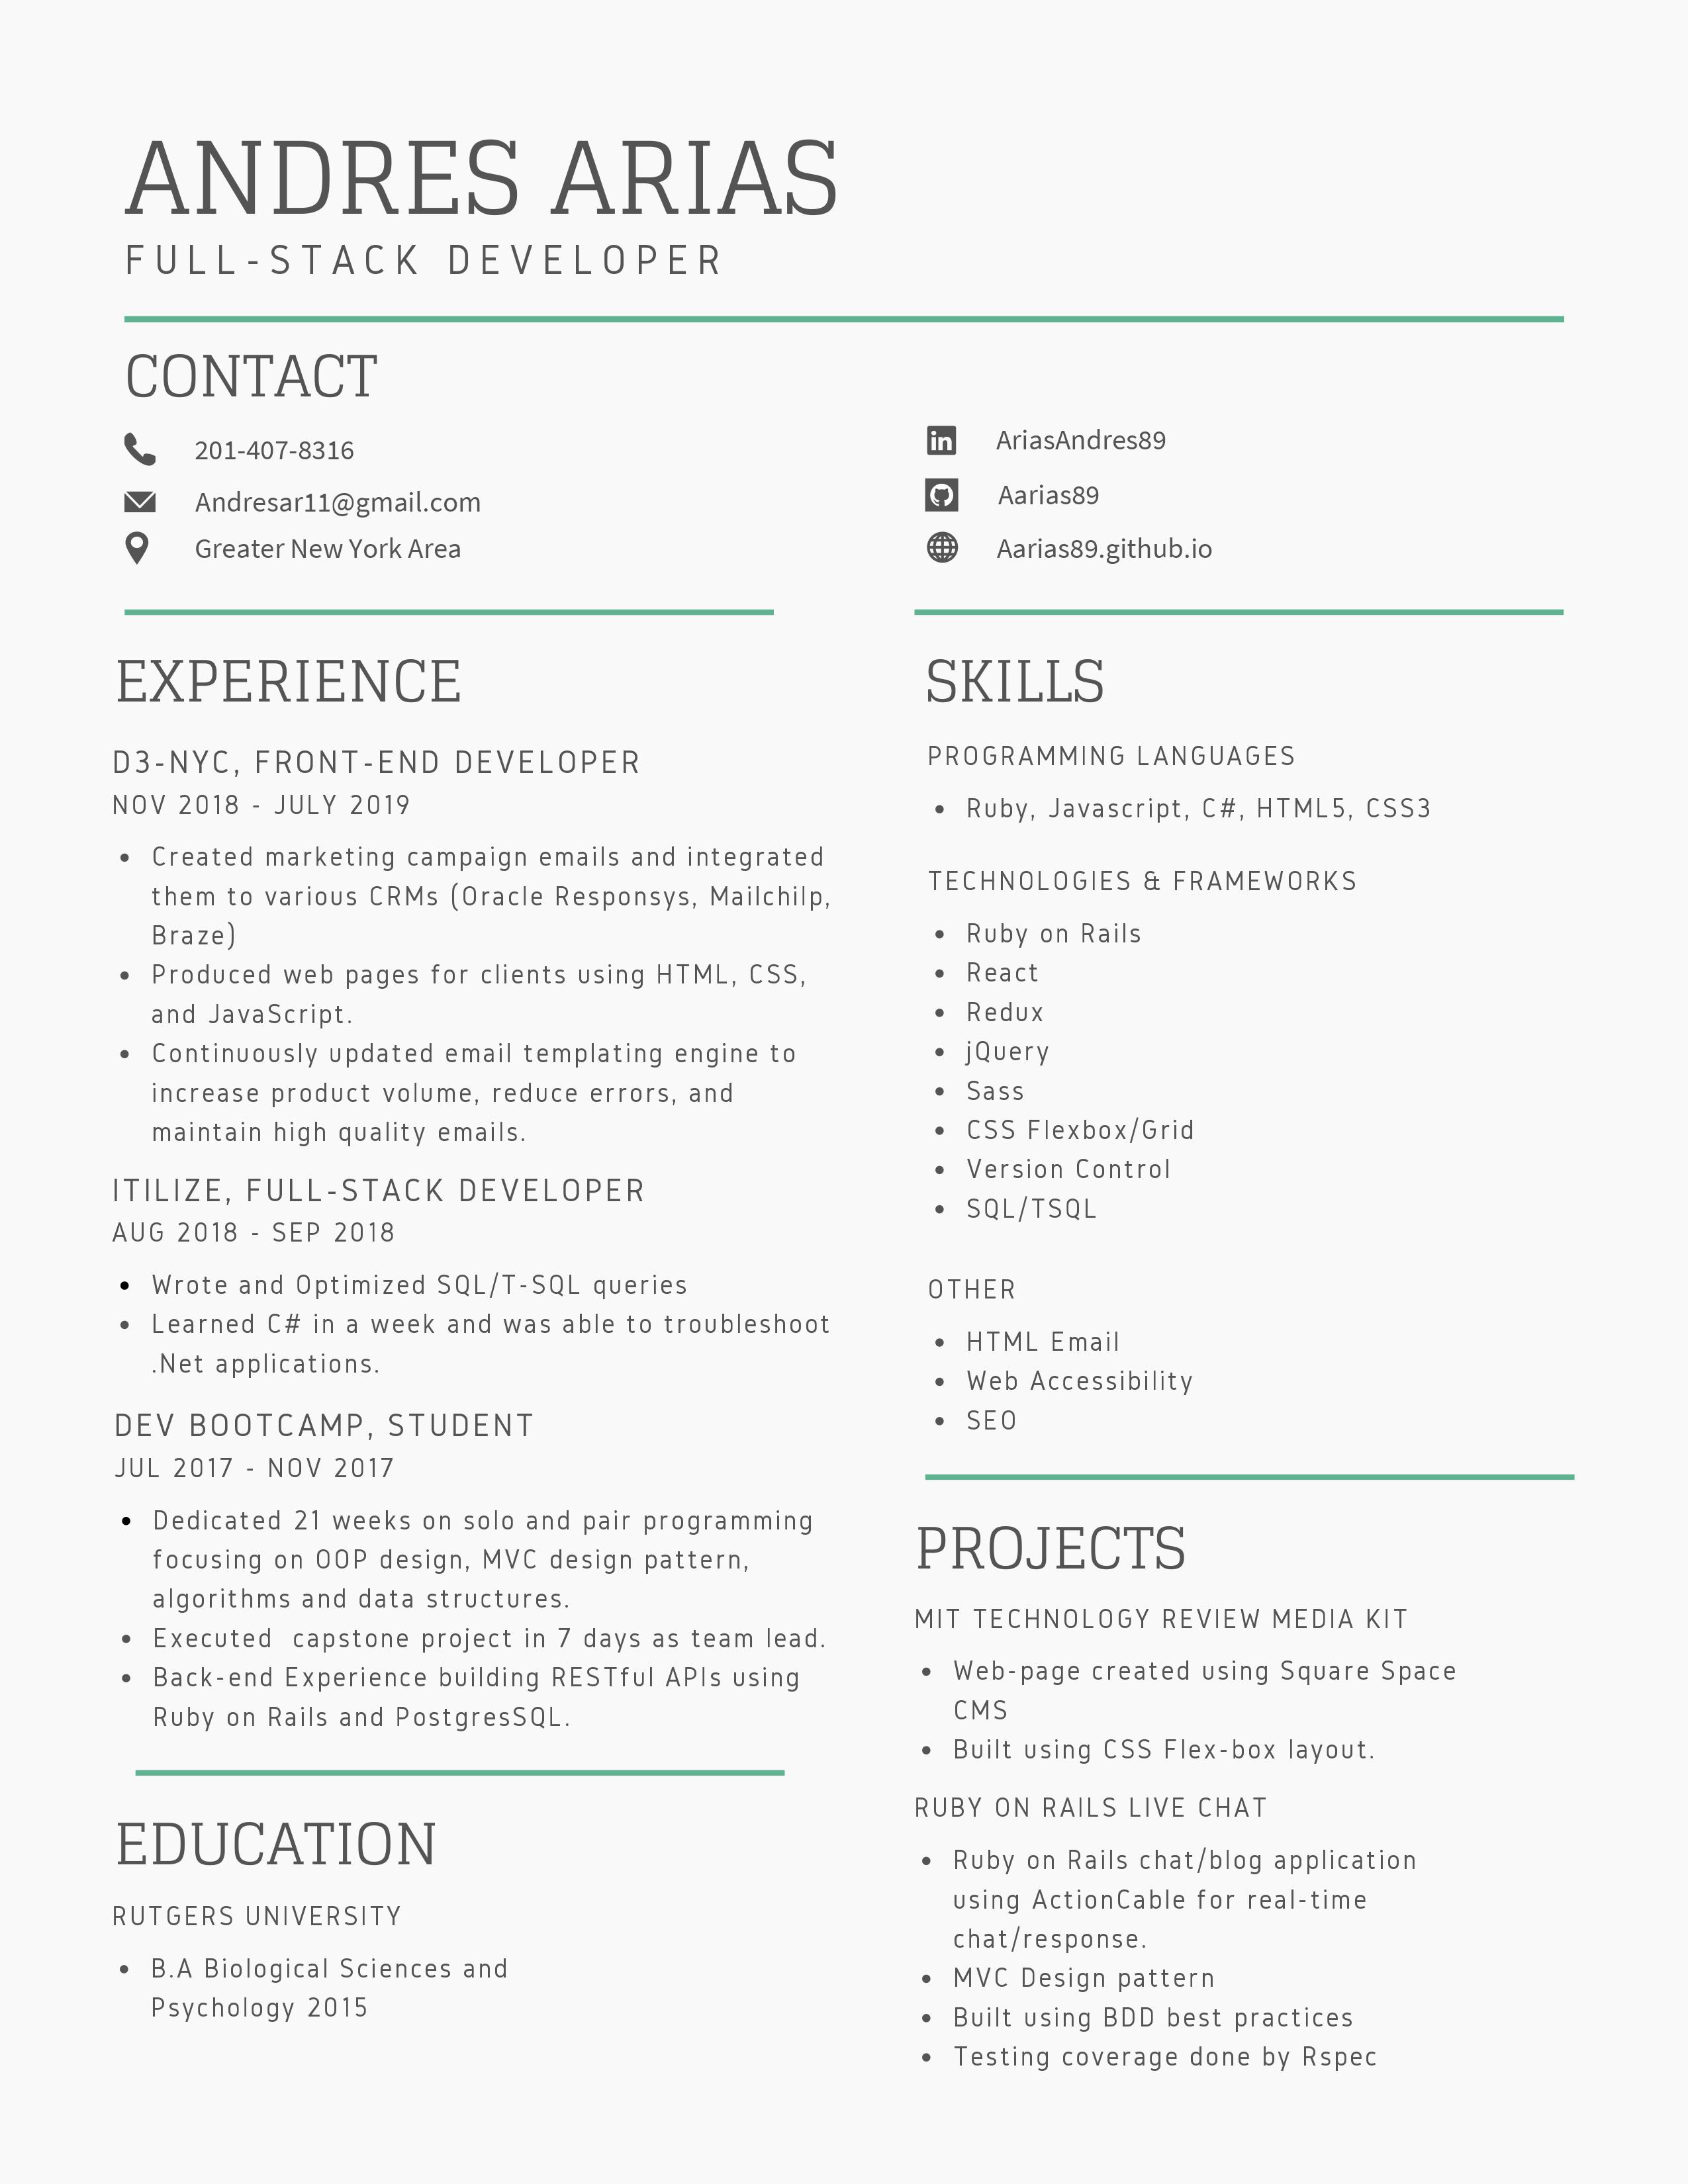 ANDRES ARIAS
FULL-STACK DEVELOPER
CONTACT
201-407-8316
Andresar11@gmail.com
Greater New York Area
AriasAndres89
Aarias89
Aarias89.github.io
EXPERIENCE
D3-NYC, FRONT-END DEVELOPER
NOV 2018 - JULY 2019
• Created marketing campaign emails and integrated
them to various CRMs (Oracle Responsys, Mailchilp,
Braze)
• Produced web pages for clients using HTML, CSS,
and JavaScript.
• Continuously updated email templating engine to
increase product volume, reduce errors, and
maintain high quality emails.
ITILIZE, FULL-STACK DEVELOPER
AUG 2018 - SEP 2018
• Wrote and Optimized SQL/T-SQL queries
• Learned C# in a week and was able to troubleshoot
.Net applications.
DEV BOOTCAMP, STUDENT
JUL 2017 - NOV 2017
• Dedicated 21 weeks on solo and pair programming
focusing on OOP design, MVC design pattern,
algorithms and data structures.
• Executed  capstone project in 7 days as team lead.
• Back-end Experience building RESTful APIs using
Ruby on Rails and PostgresSQL.
EDUCATION
RUTGERS UNIVERSITY
• B.A Biological Sciences and
Psychology 2015
SKILLS
PROGRAMMING LANGUAGES
• Ruby, Javascript, C#, HTML5, CSS3
TECHNOLOGIES & FRAMEWORKS
• Ruby on Rails
• React
• Redux
• jQuery
• Sass
• CSS Flexbox/Grid
• Version Control
• SQL/TSQL
OTHER
• HTML Email
• Web Accessibility
• SEO
PROJECTS
MIT TECHNOLOGY REVIEW MEDIA KIT
• Web-page created using Square Space
CMS
• Built using CSS Flex-box layout.
RUBY ON RAILS LIVE CHAT
• Ruby on Rails chat/blog application
using ActionCable for real-time
chat/response.
• MVC Design pattern
• Built using BDD best practices
• Testing coverage done by Rspec